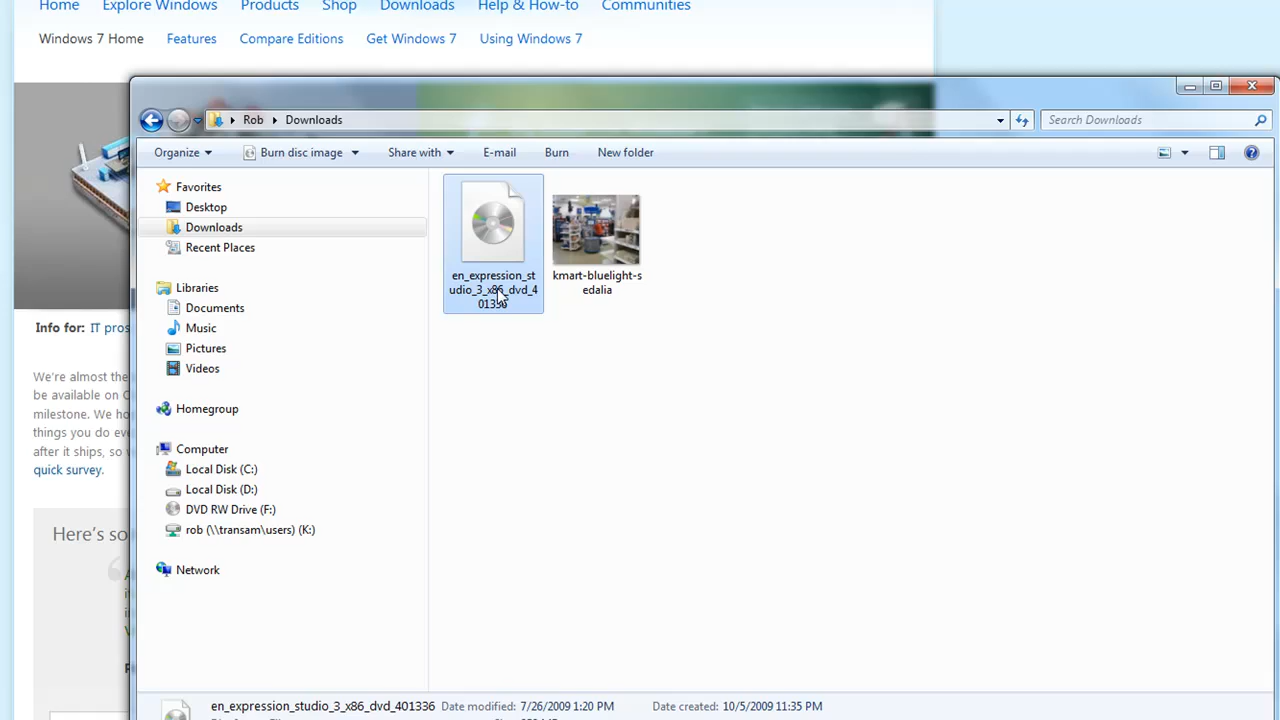 Home Explore Windows Products Shop Downloads Help & How-to Communities
Windows 7 Home Features Compare Editions Get Windows 7 Using Windows 7
Rob Downloads Search Downloads
Organize Burn disc image Share with E-mail Burn New folder
Favorites
Desktop
Downloads
Recent Places
Libraries
Documents
Music
Pictures
Videos
Homegroup
Computer
Local Disk (C:)
Local Disk (D:)
DVD RW Drive (F:)
rob (\\transam\users) (K:)
Network
en_expression_st
udio_3_x86_dvd_4
01336
kmart-bluelight-s
edalia
Info for: IT pros
We're almost the
be available on
milestone. We
things you do
after it ships, so
quick survey.
Here's so
en_expression_studio_3_x86_dvd_401336 Date modified: 7/26/2009 1:20 PM Date created: 10/5/2009 11:35 PM